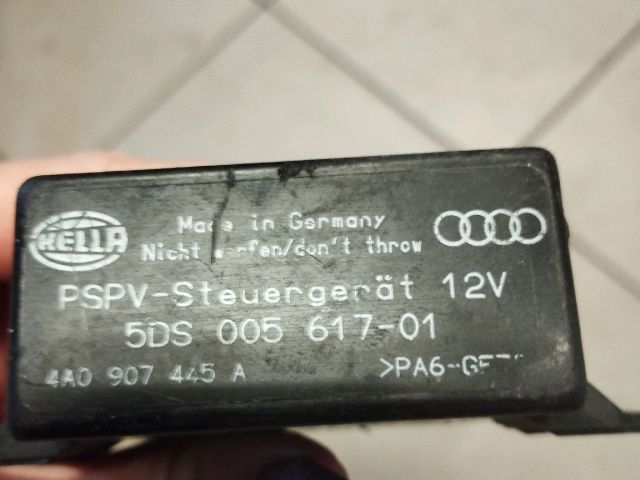 HELLA
Made in Germany
Nicht werfen/don't throw
PSPV-Steuergerät 12V
5DS 005 617-01
4A0 907 445 A >PA6-GF